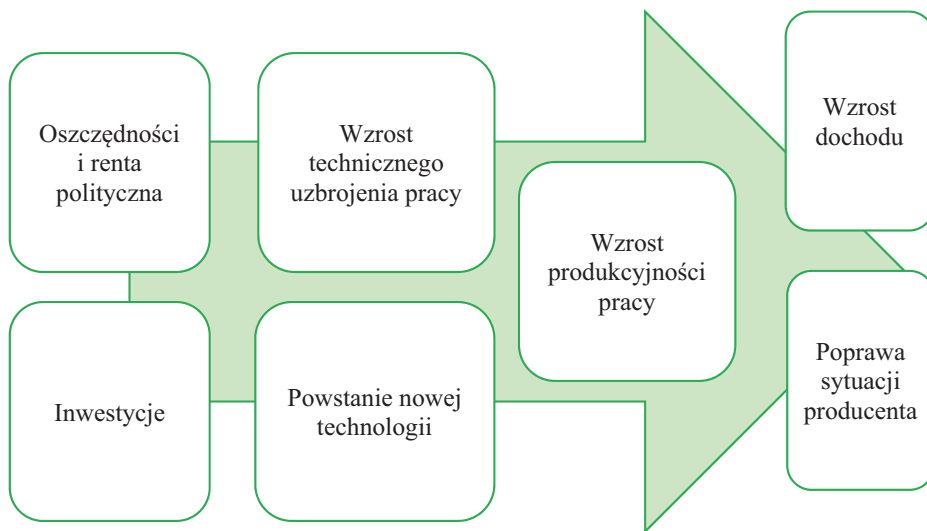 Oszczędności
i renta
polityczna
Inwestycje
Wzrost
technicznego
uzbrojenia pracy
Powstanie nowej
technologii
Wzrost
produkcyjności
pracy
Wzrost
dochodu
Poprawa
sytuacji
producenta